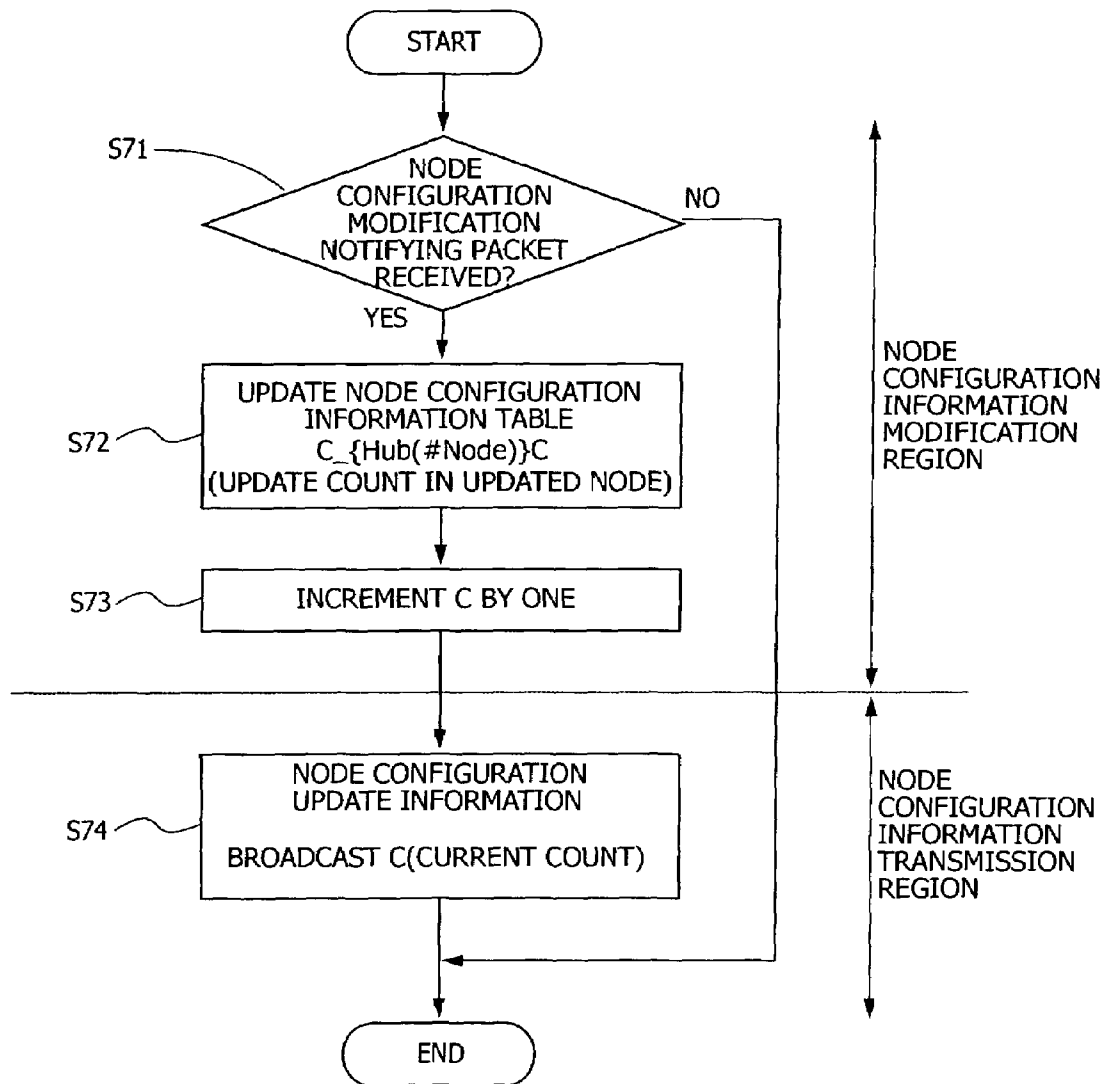 START
S71
NODE
CONFIGURATION
MODIFICATION
NOTIFYING PACKET
RECEIVED?
NO
YES
S72
UPDATE NODE CONFIGURATION
INFORMATION TABLE
C_{Hub(#Node)}C
(UPDATE COUNT IN UPDATED NODE)
NODE
CONFIGURATION
INFORMATION
MODIFICATION
REGION
S73
INCREMENT C BY ONE
S74
NODE CONFIGURATION
UPDATE INFORMATION
BROADCAST C(CURRENT COUNT)
NODE
CONFIGURATION
INFORMATION
TRANSMISSION
REGION
END